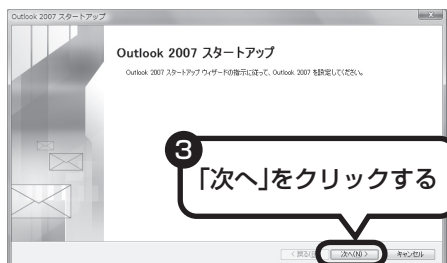 Outlook 2007 スタートアップ
Outlook 2007 スタートアップ
Outlook 2007 スタートアップ ウィザードの指示に従って、Outlook 2007 を設定してください。
3
「次へ」をクリックする
< 戻る(B) 次へ(N) > キャンセル